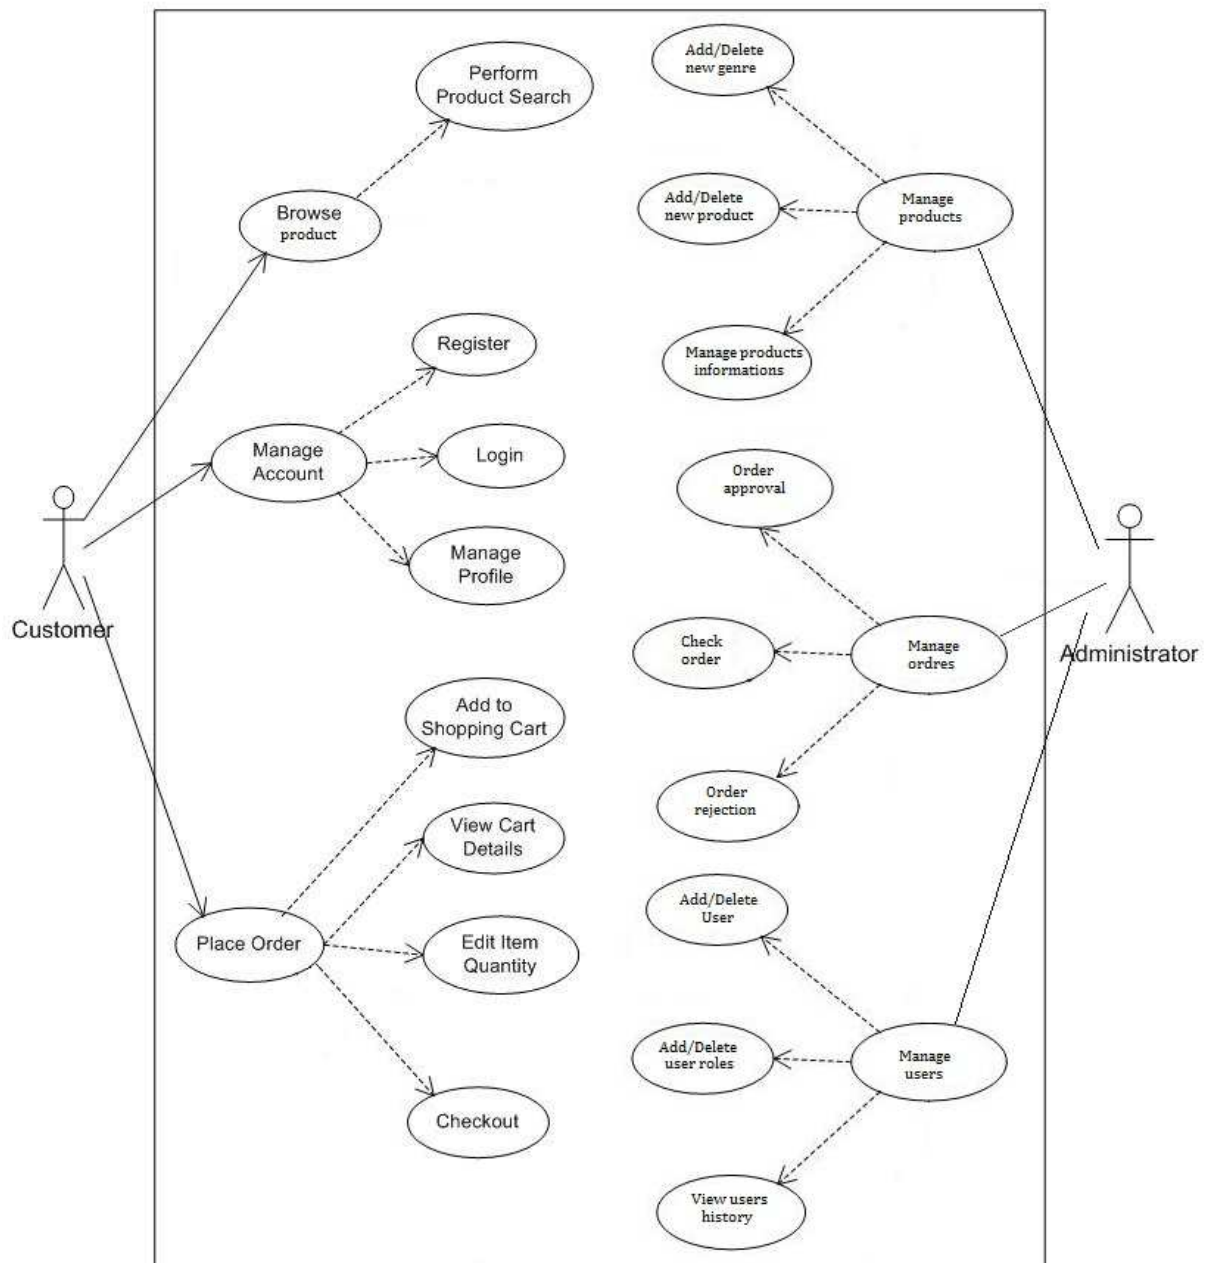 Perform
Product Search
Browse
product
Register
Manage
Account
Login
Manage
Profile
Customer
Add to
Shopping Cart
View Cart
Details
Place Order
Edit Item
Quantity
Checkout
Add/Delete
new genre
Add/Delete
new product
Manage
products
Manage products
informations
Order
approval
Check
order
Manage
ordres
Administrator
Order
rejection
Add/Delete
User
Add/Delete
user roles
Manage
users
View users
history